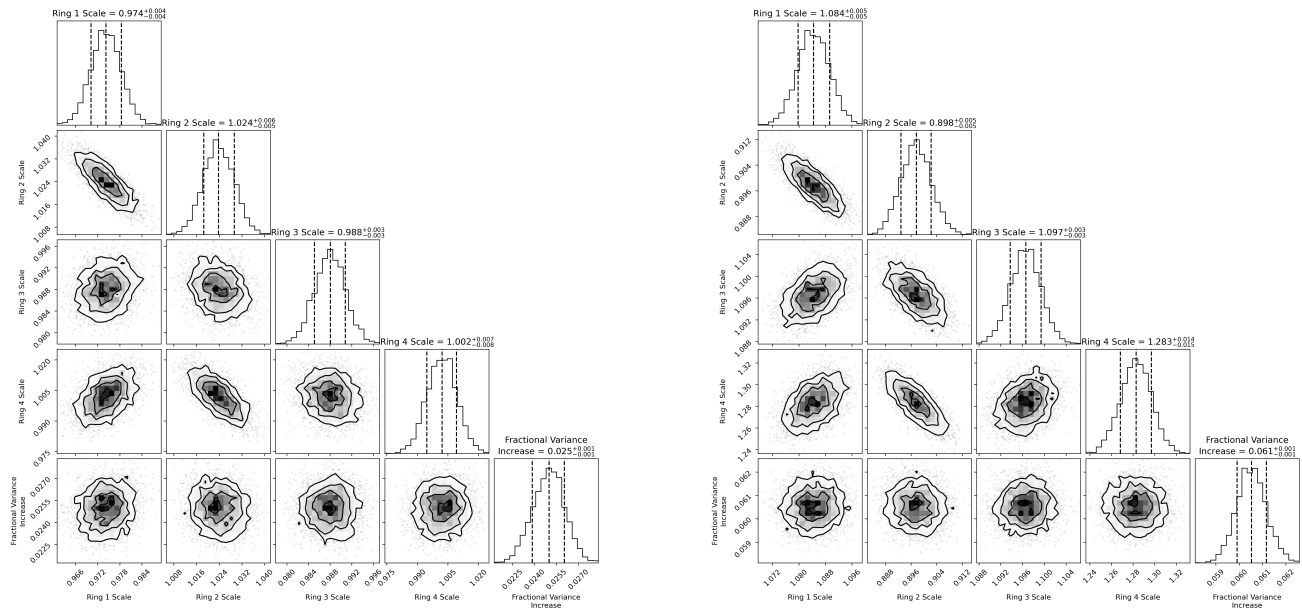 Ring 1 Scale = 0.974+0.004−0.004
Ring 2 Scale = 1.024+0.006−0.005
Ring 3 Scale = 0.988+0.003−0.003
Ring 4 Scale = 1.002+0.007−0.008
Fractional Variance
Increase = 0.025+0.001−0.001
Ring 2 Scale
1.040
1.032
1.024
1.016
1.008
Ring 3 Scale
0.996
0.992
0.988
0.984
0.980
Ring 4 Scale
1.020
1.005
0.990
0.975
Fractional Variance
Increase
0.0270
0.0255
0.0240
0.0225
0.966
0.972
0.978
0.984
Ring 1 Scale
1.008
1.016
1.024
1.032
1.040
Ring 2 Scale
0.980
0.984
0.988
0.992
0.996
Ring 3 Scale
0.975
0.990
1.005
1.020
Ring 4 Scale
0.0225
0.0240
0.0255
0.0270
Fractional Variance
Increase
Ring 1 Scale = 1.084+0.005−0.005
Ring 2 Scale = 0.898+0.005−0.005
Ring 3 Scale = 1.097+0.003−0.003
Ring 4 Scale = 1.283+0.014−0.015
Fractional Variance
Increase = 0.061+0.001−0.001
Ring 2 Scale
0.912
0.904
0.896
0.888
Ring 3 Scale
1.104
1.100
1.096
1.092
1.088
Ring 4 Scale
1.32
1.30
1.28
1.26
1.24
Fractional Variance
Increase
0.062
0.061
0.060
0.059
1.072
1.080
1.088
1.096
Ring 1 Scale
0.888
0.896
0.904
0.912
Ring 2 Scale
1.088
1.092
1.096
1.100
1.104
Ring 3 Scale
1.24
1.26
1.28
1.30
1.32
Ring 4 Scale
0.059
0.060
0.061
0.062
Fractional Variance
Increase